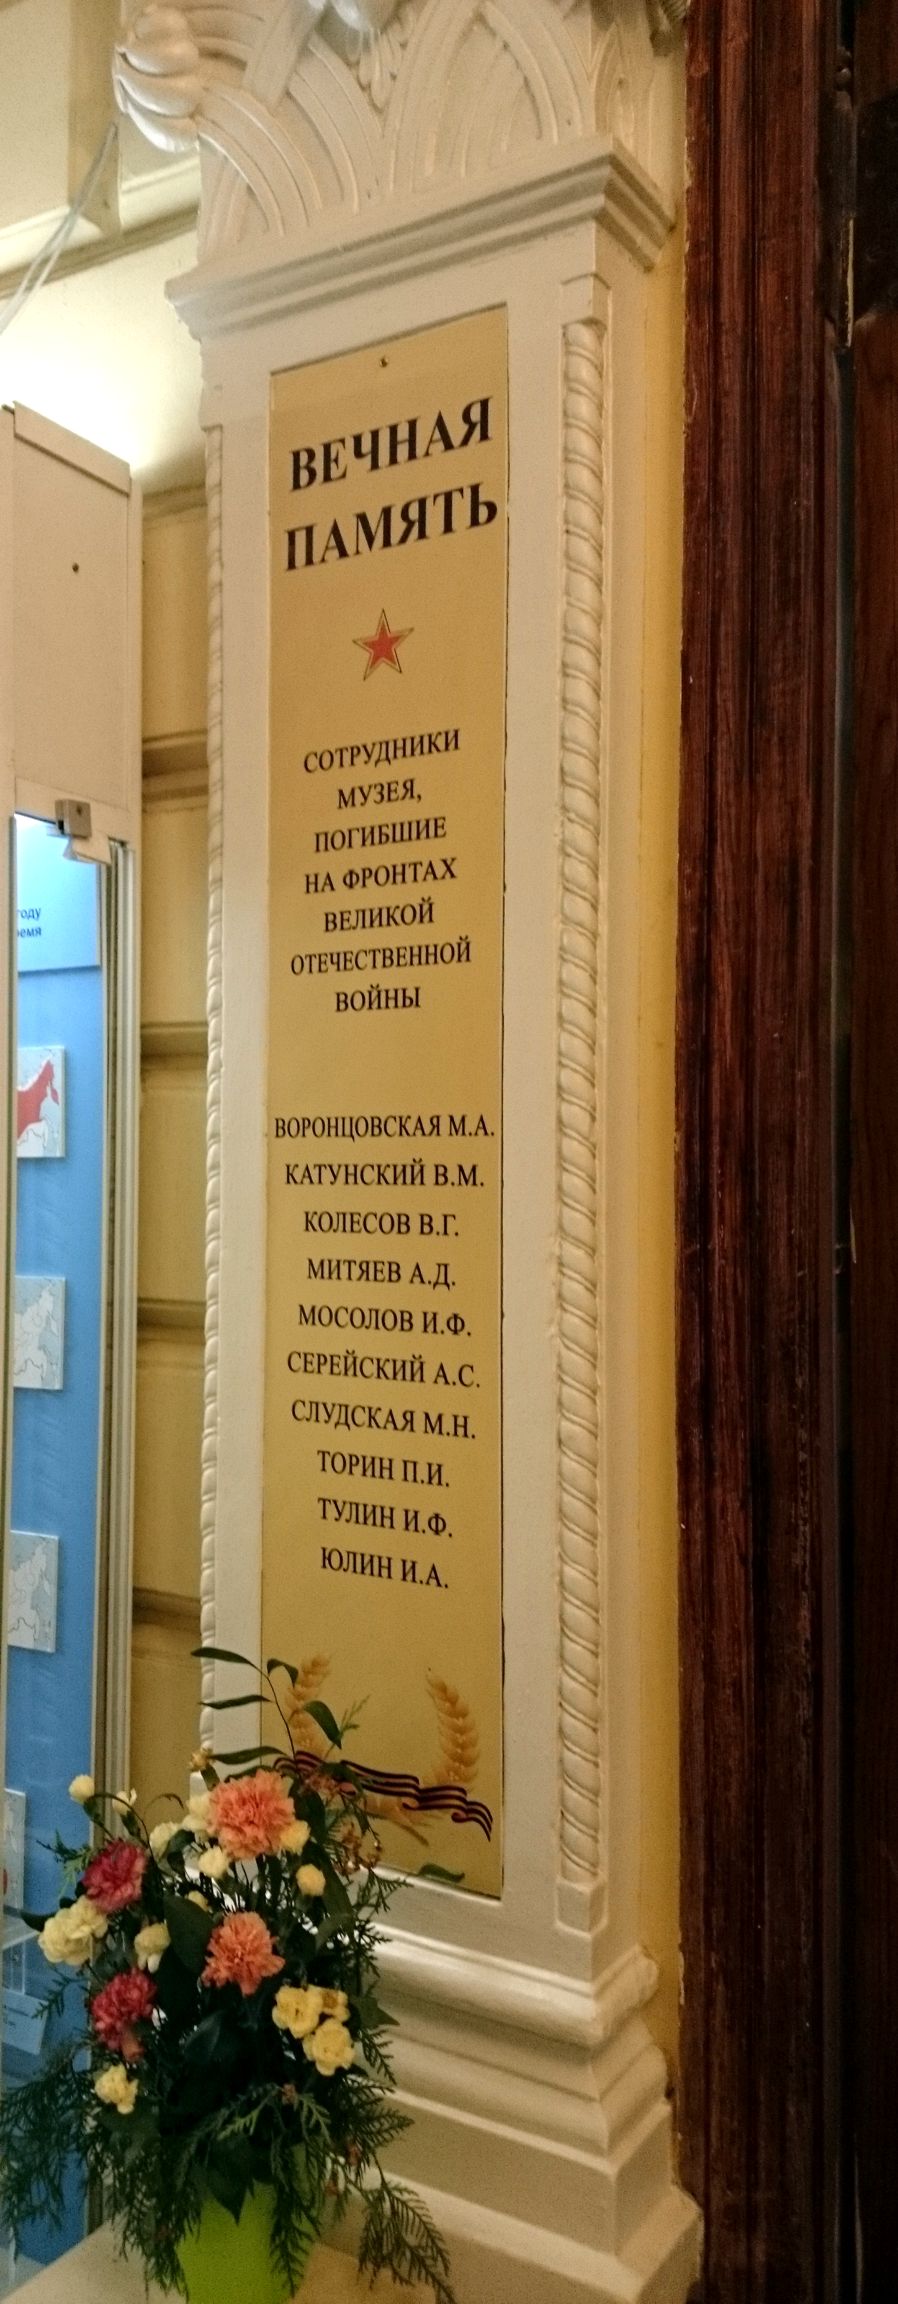 ВЕЧНАЯ
ПАМЯТЬ
СОТРУДНИКИ
МУЗЕЯ,
ПОГИБШИЕ
НА ФРОНТАХ
ВЕЛИКОЙ
ОТЕЧЕСТВЕННОЙ
ВОЙНЫ
ВОРОНЦОВСКАЯ М.А.
КАТУНСКИЙ В.М.
КОЛЕСОВ В.Г.
МИТЯЕВ А.Д.
МОСОЛОВ И.Ф.
СЕРЕЙСКИЙ А.С.
СЛУДСКАЯ М.Н.
ТОРИН П.И.
ТУЛИН И.Ф.
ЮЛИН И.А.
году